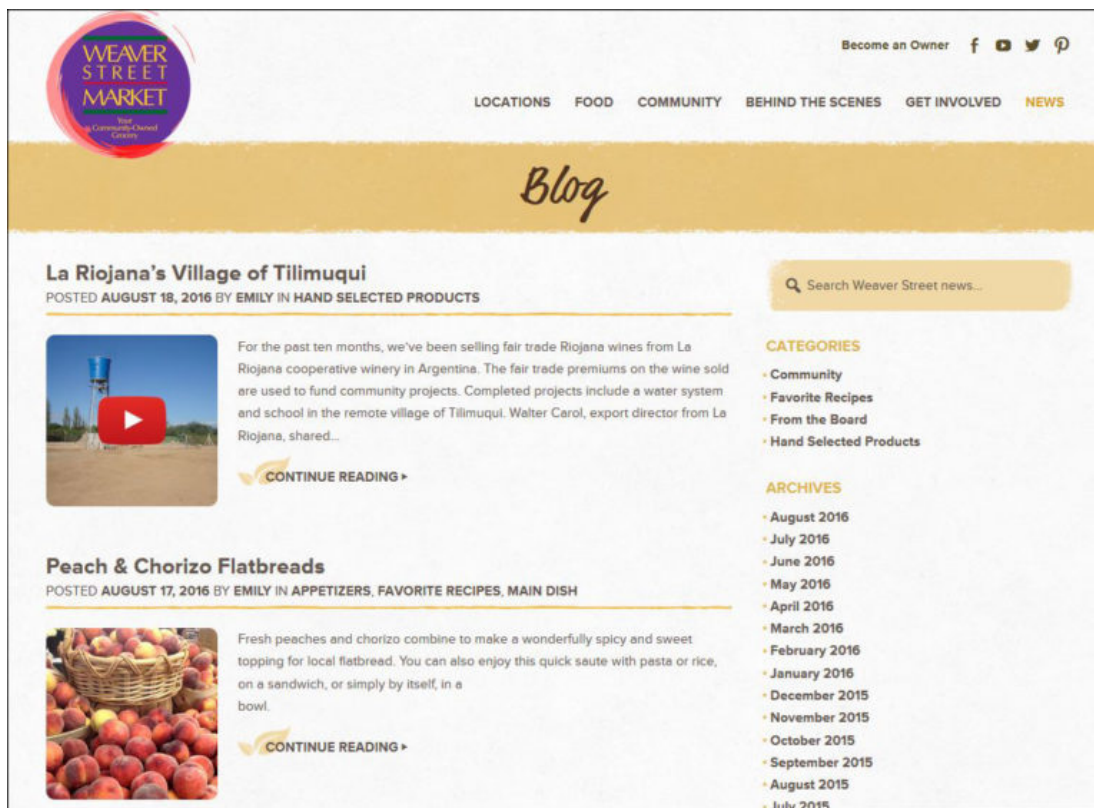 WEAVER
STREET
MARKET
Your
Community-Owned
Grocery
Become an Owner
LOCATIONS FOOD COMMUNITY BEHIND THE SCENES GET INVOLVED NEWS
Blog
La Riojana's Village of Tilimuqui
POSTED AUGUST 18, 2016 BY EMILY IN HAND SELECTED PRODUCTS
For the past ten months, we've been selling fair trade Riojana wines from La
Riojana cooperative winery in Argentina. The fair trade premiums on the wine sold
are used to fund community projects. Completed projects include a water system
and school in the remote village of Tilimuqui. Walter Carol, export director from La
Riojana, shared...
CONTINUE READING ▸
Peach & Chorizo Flatbreads
POSTED AUGUST 17, 2016 BY EMILY IN APPETIZERS, FAVORITE RECIPES, MAIN DISH
Fresh peaches and chorizo combine to make a wonderfully spicy and sweet
topping for local flatbread. You can also enjoy this quick saute with pasta or rice,
on a sandwich, or simply by itself, in a
bowl.
CONTINUE READING ▸
Search Weaver Street news...
CATEGORIES
Community
Favorite Recipes
From the Board
Hand Selected Products
ARCHIVES
August 2016
July 2016
June 2016
May 2016
April 2016
March 2016
February 2016
January 2016
December 2015
November 2015
October 2015
September 2015
August 2015
July 2015